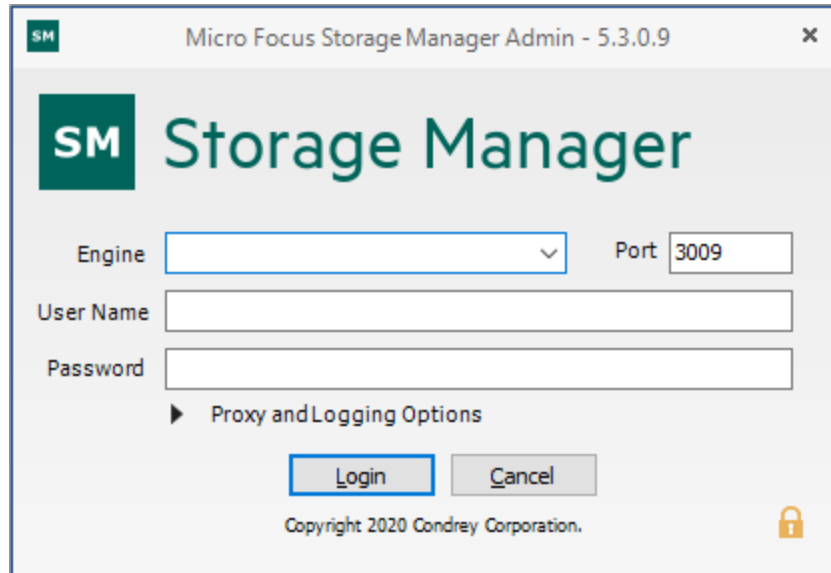 SM Micro Focus Storage Manager Admin - 5.3.0.9
SM Storage Manager
Engine Port 3009
User Name
Password
Proxy and Logging Options
Login Cancel
Copyright 2020 Condrey Corporation.